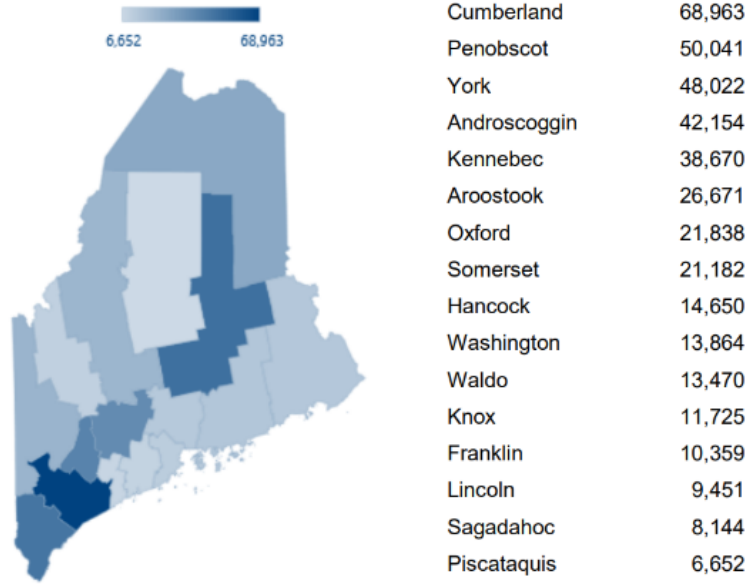 6,652 68,963
Cumberland 68,963
Penobscot 50,041
York 48,022
Androscoggin 42,154
Kennebec 38,670
Aroostook 26,671
Oxford 21,838
Somerset 21,182
Hancock 14,650
Washington 13,864
Waldo 13,470
Knox 11,725
Franklin 10,359
Lincoln 9,451
Sagadahoc 8,144
Piscataquis 6,652